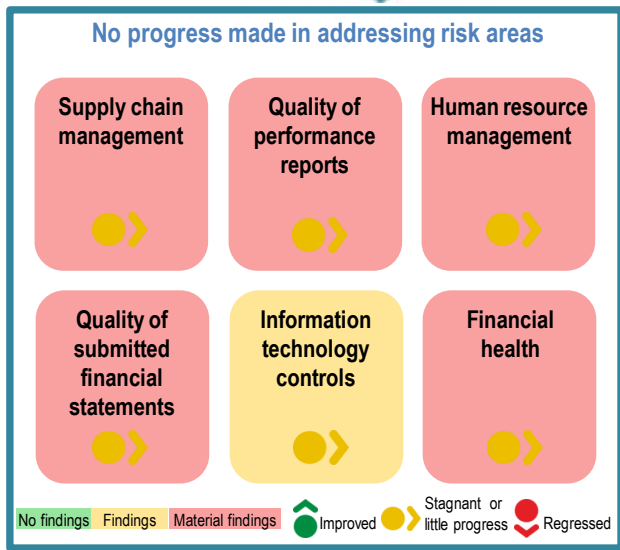 No progress made in addressing risk areas
Supply chain
management
Quality of
performance
reports
Human resource
management
Quality of
submitted
financial
statements
Information
technology
controls
Financial
health
No findings
Findings
Material findings
Improved
Stagnant or
little progress
Regressed